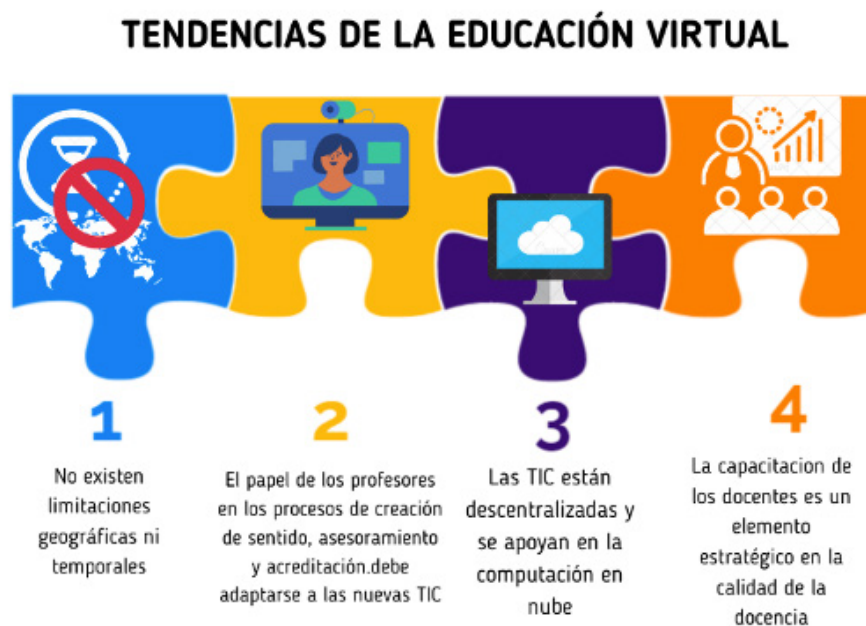 TENDENCIAS DE LA EDUCACIÓN VIRTUAL
1
No existen
limitaciones
geográficas ni
temporales
2
El papel de los profesores
en los procesos de creación
de sentido, asesoramiento
y acreditación.debe
adaptarse a las nuevas TIC
3
Las TIC están
descentralizadas y
se apoyan en la
computación en
nube
4
La capacitacion de
los docentes es un
elemento
estratégico en la
calidad de la
docencia